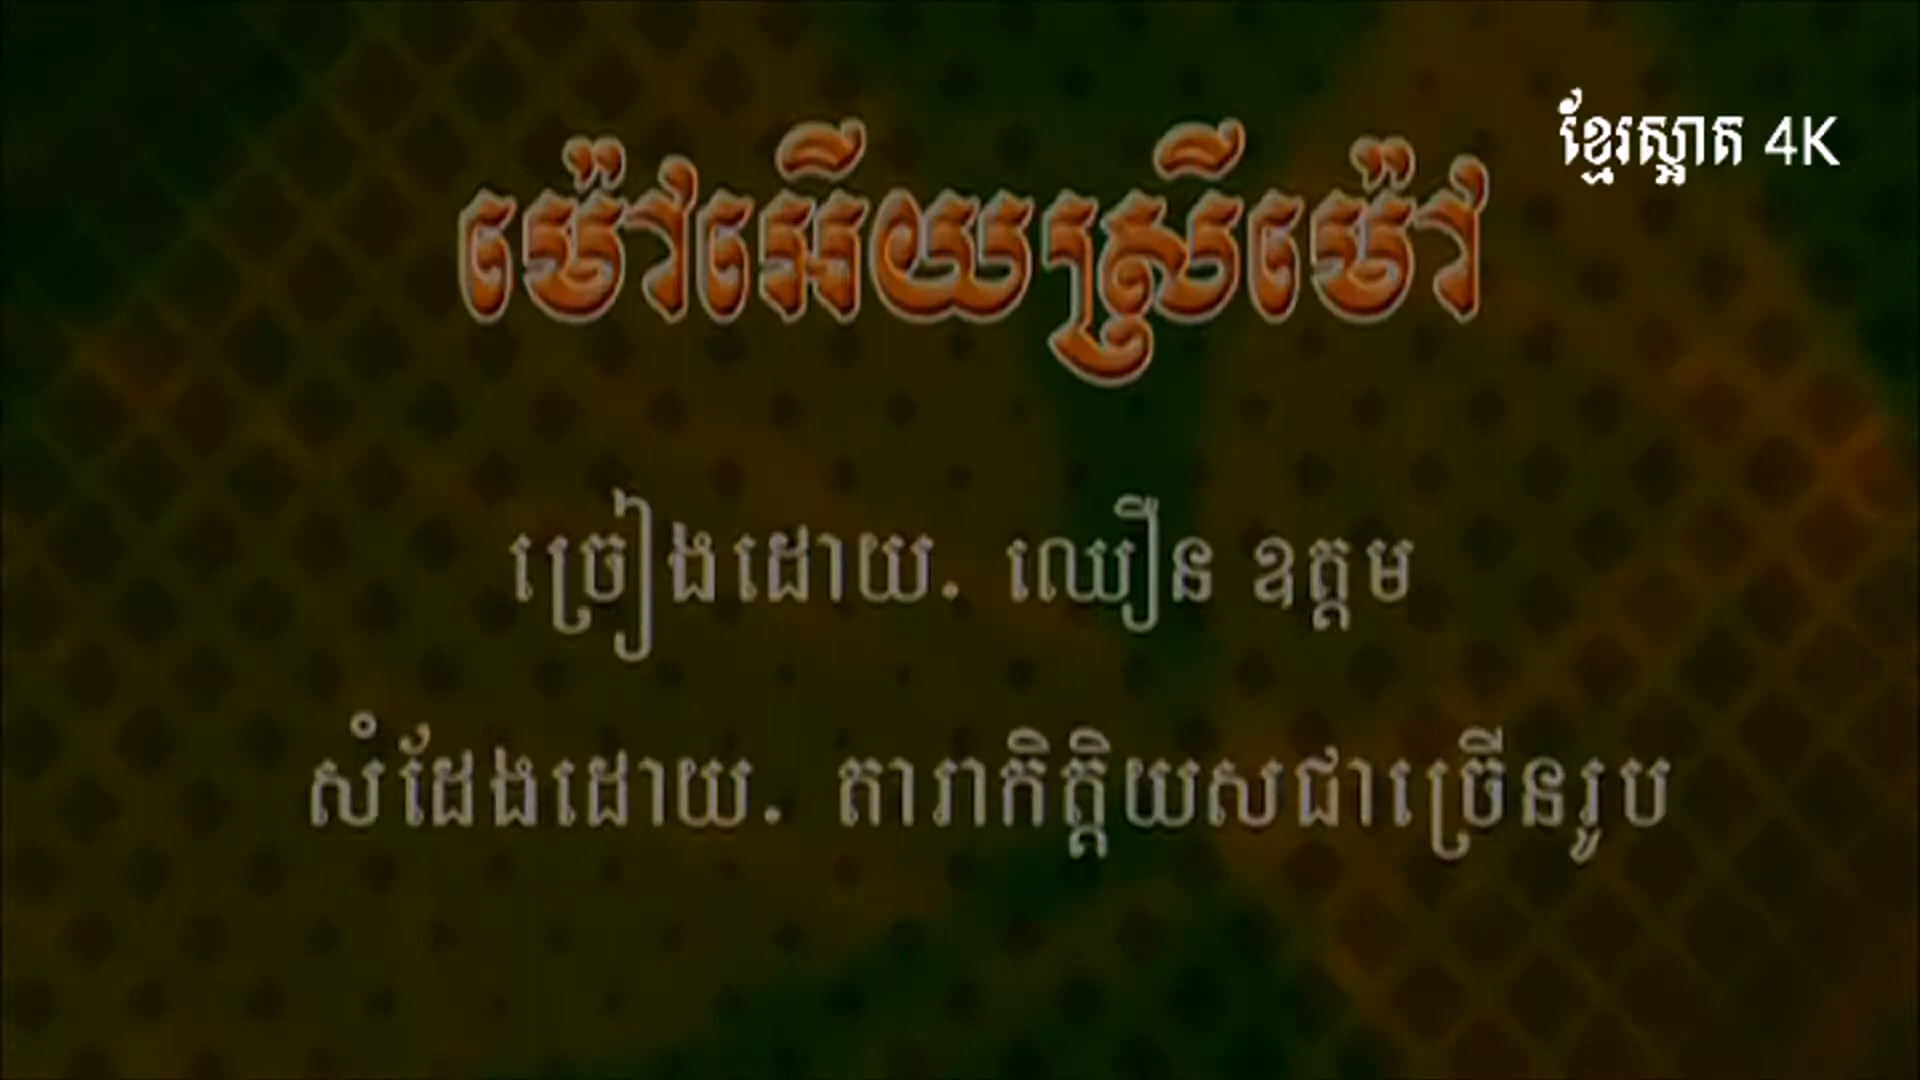 ខ្មែរស្អាត 4K
ម៉ៅអើយស្រីម៉ៅ
ច្រៀងដោយ. ឈឿន ឧត្តម
សំដែងដោយ. តារាកិត្តិយសជាច្រើនរូប